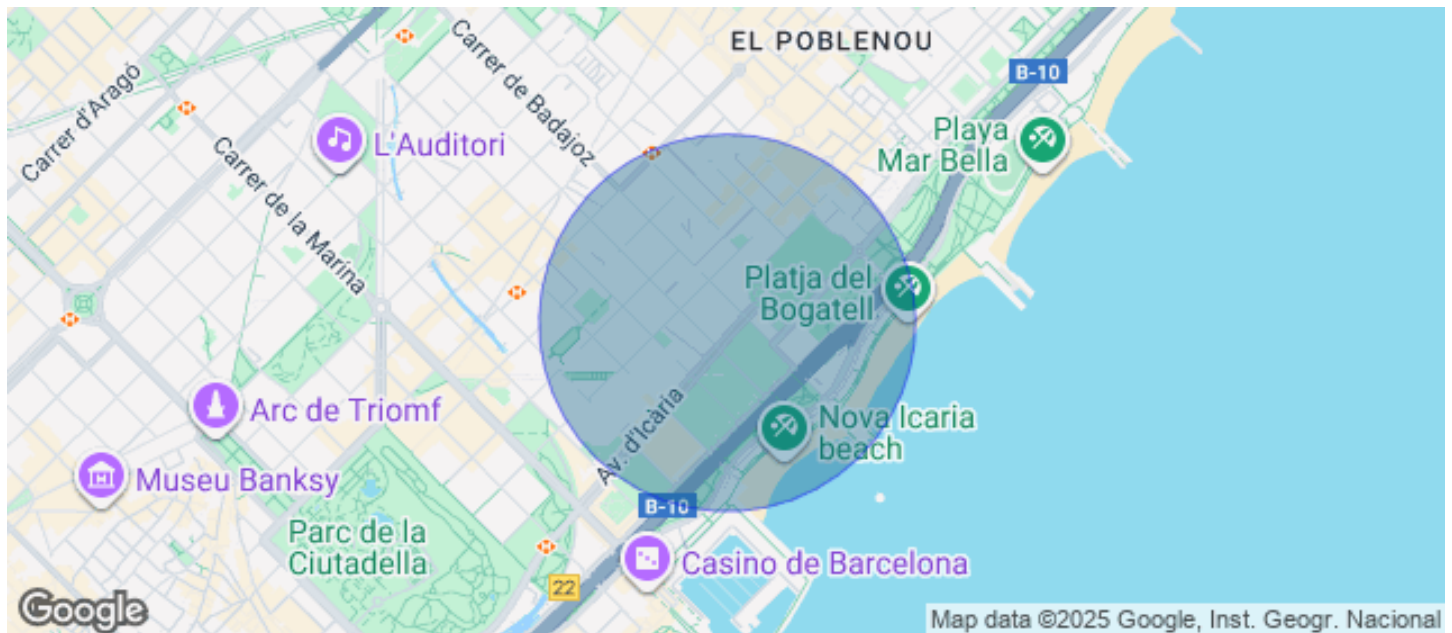 EL POBLENOU
B-10
Carrer d'Aragó
Carrer de Badajoz
L'Auditori
Playa
Mar Bella
Carrer de la Marina
Platja del
Bogatell
Arc de Triomf
Av. d'Icària
Nova Icaria
beach
Museu Banksy
B-10
Parc de la
Ciutadella
Casino de Barcelona
22
Google
Map data ©2025 Google, Inst. Geogr. Nacional